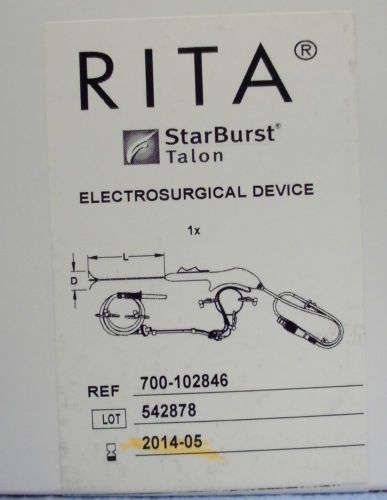 RITA®
StarBurst®
Talon
ELECTROSURGICAL DEVICE
1x
L
D
REF 700-102846
LOT 542878
2014-05